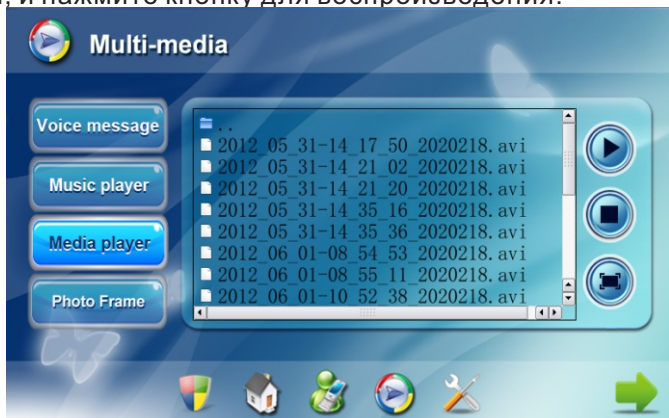 и нажмите кнопку для воспроизведения.
Multi-media
Voice message
Music player
Media player
Photo Frame
..
2012_05_31-14_17_50_2020218.avi
2012_05_31-14_21_02_2020218.avi
2012_05_31-14_21_20_2020218.avi
2012_05_31-14_35_16_2020218.avi
2012_05_31-14_35_36_2020218.avi
2012_06_01-08_54_53_2020218.avi
2012_06_01-08_55_11_2020218.avi
2012_06_01-10_52_38_2020218.avi